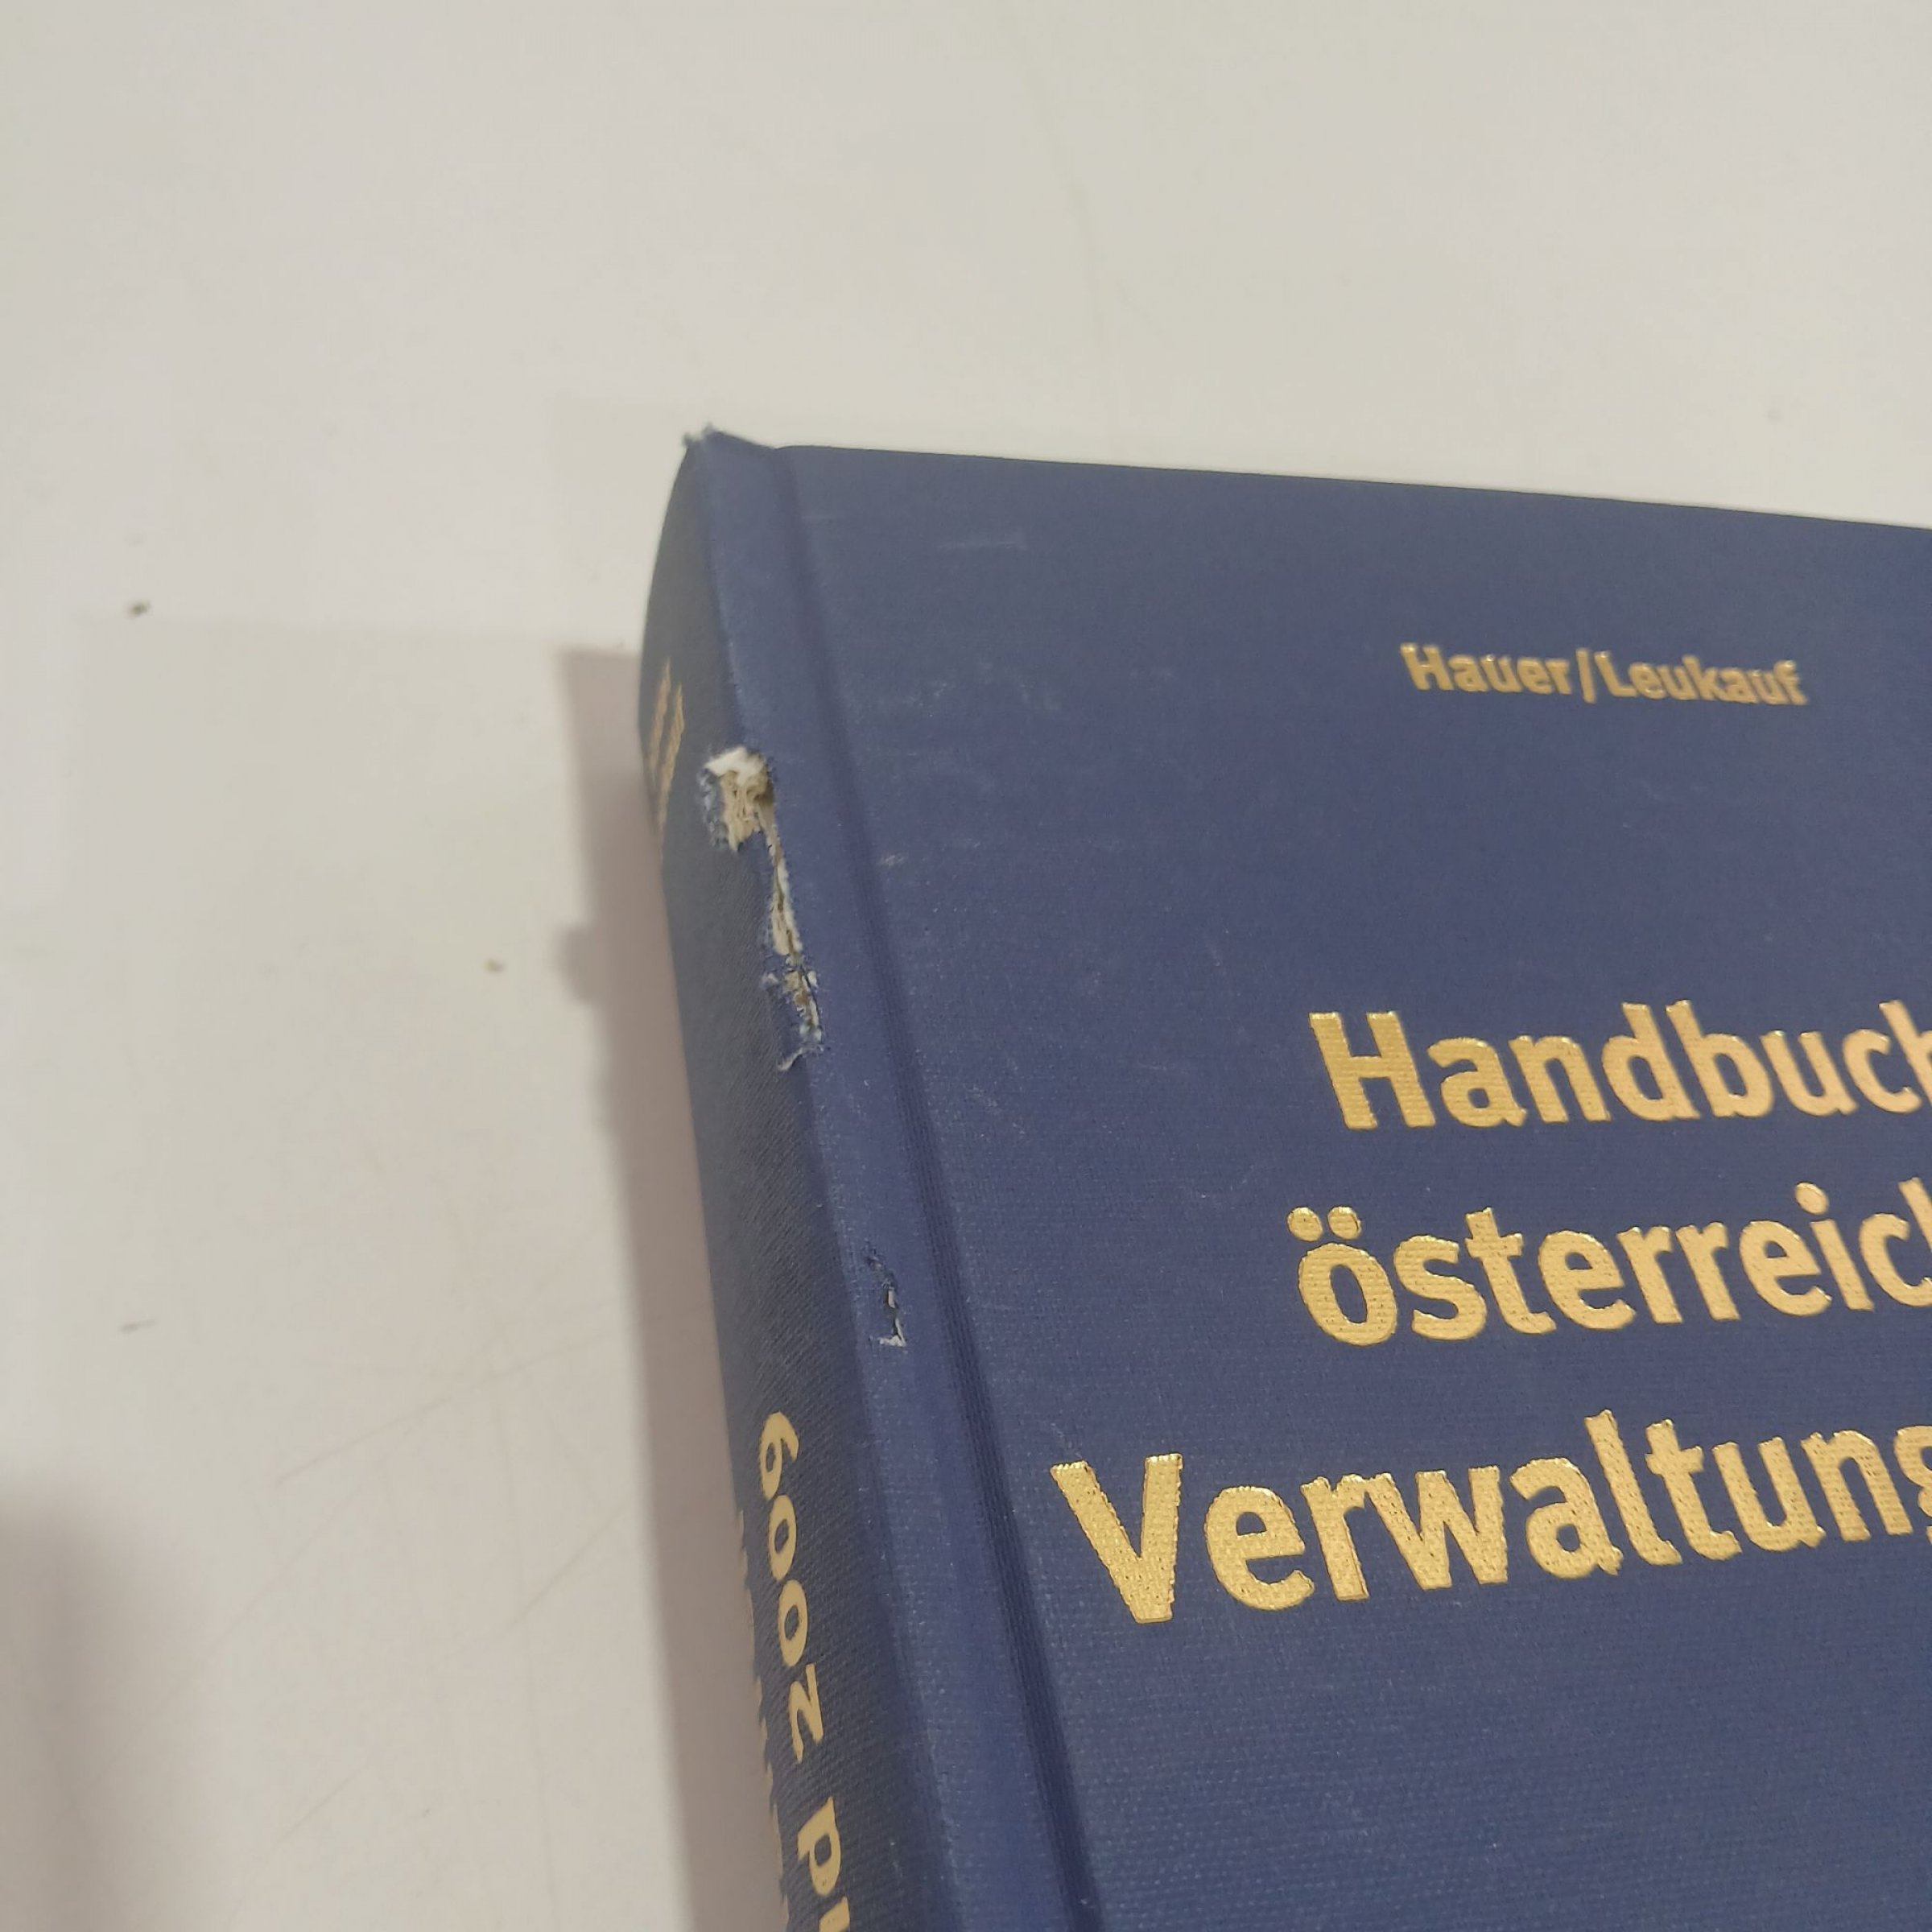 Hauer/Leukauf
Handbuch
österreich
Verwaltung
2009